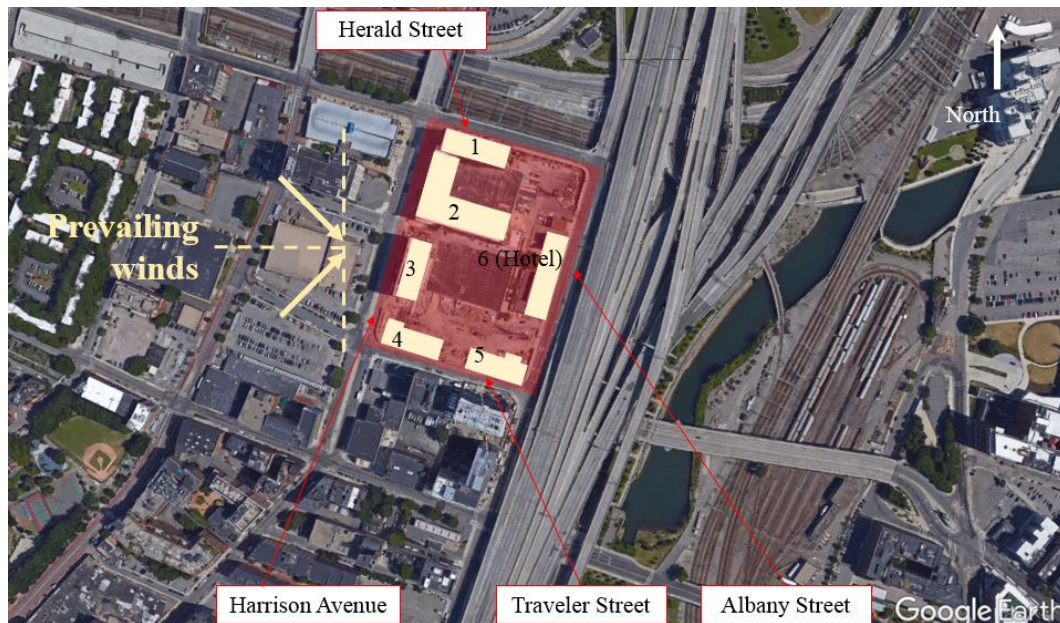 Herald Street
North
1
2
Prevailing
winds
3
6 (Hotel)
4
5
Harrison Avenue
Traveler Street
Albany Street
Google Earth